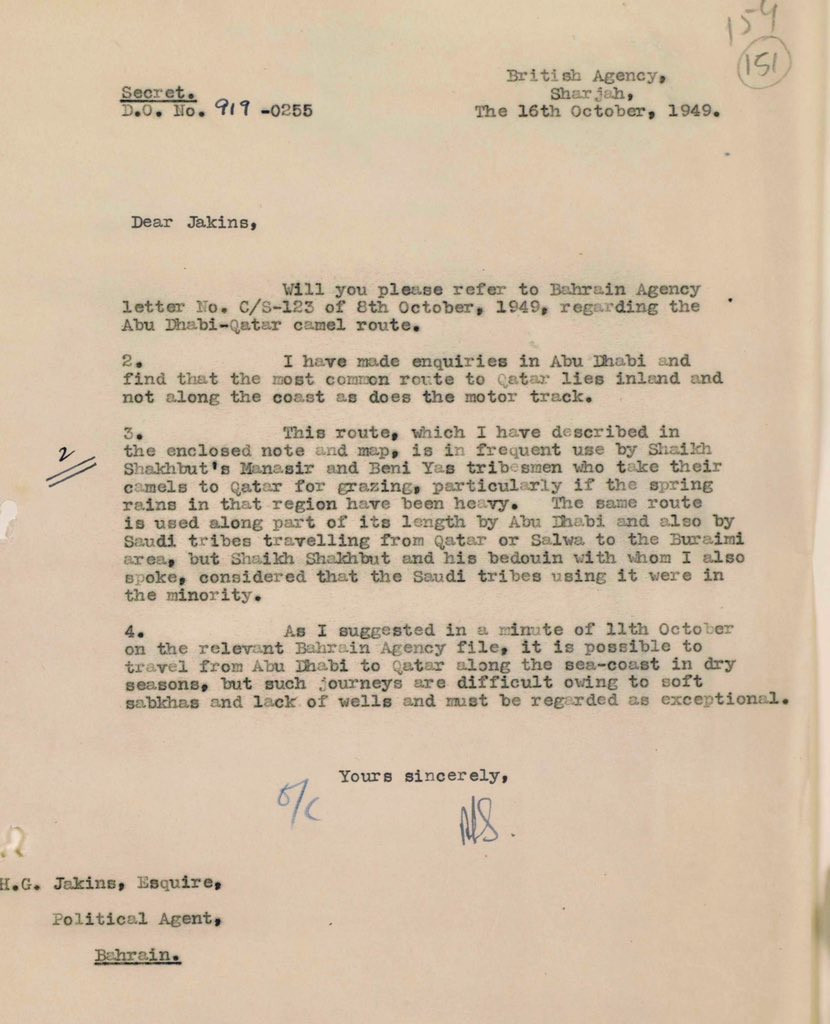 154
151
British Agency,
Secret.
Sharjah,
D.O. No. 919 -0255
The 16th October, 1949.
Dear Jakins,
Will you please refer to Bahrain Agency
letter No. C/S-123 of 8th October, 1949, regarding the
Abu Dhabi-Qatar camel route.
2. I have made enquiries in Abu Dhabi and
find that the most common route to Qatar lies inland and
not along the coast as does the motor track.
3. This route, which I have described in
the enclosed note and map, is in frequent use by Shaikh
2
Shakhbut's Manasir and Beni Yas tribesmen who take their
camels to Qatar for grazing, particularly if the spring
rains in that region have been heavy. The same route
is used along part of its length by Abu Dhabi and also by
Saudi tribes travelling from Qatar or Salwa to the Buraimi
area, but Shaikh Shakhbut and his bedouin with whom I also
spoke, considered that the Saudi tribes using it were in
the minority.
4. As I suggested in a minute of 11th October
on the relevant Bahrain Agency file, it is possible to
travel from Abu Dhabi to Qatar along the sea-coast in dry
seasons, but such journeys are difficult owing to soft
sabkhas and lack of wells and must be regarded as exceptional.
Yours sincerely,
O/C
H.G. Jakins, Esquire,
Political Agent,
Bahrain.